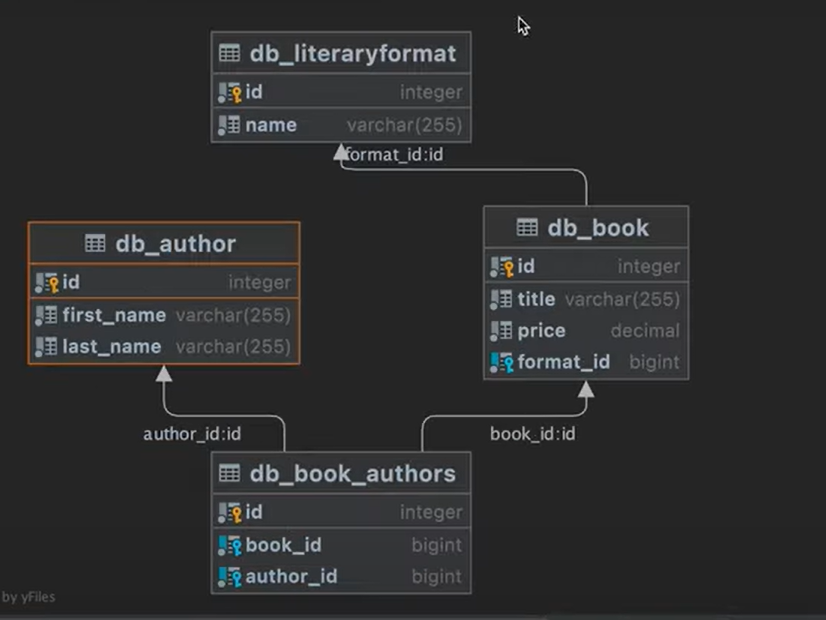 db_literaryformat
id integer
name varchar(255)
format_id:id
db_author
id integer
first_name varchar(255)
last_name varchar(255)
db_book
id integer
title varchar(255)
price decimal
format_id bigint
author_id:id
book_id:id
db_book_authors
id integer
book_id bigint
author_id bigint
by yFiles